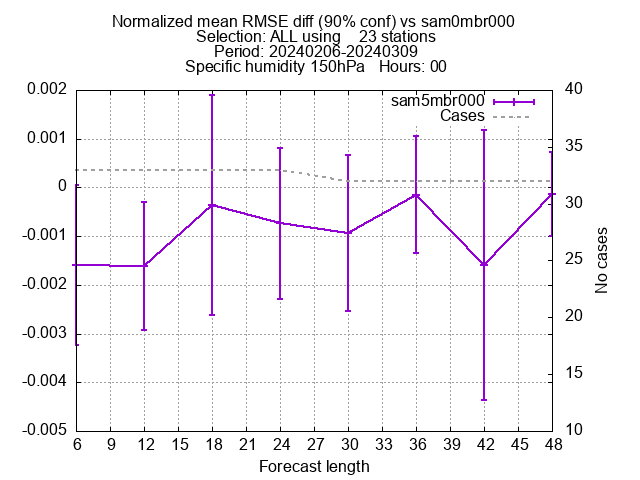 Normalized mean RMSE diff (90% conf) vs sam0mbr000
Selection: ALL using    23 stations
Period: 20240206-20240309
Specific humidity 150hPa   Hours: 00
sam5mbr000
Cases
0.002
0.001
0
-0.001
-0.002
-0.003
-0.004
-0.005
40
35
30
25
20
15
10
No cases
6 9 12 15 18 21 24 27 30 33 36 39 42 45 48
Forecast length